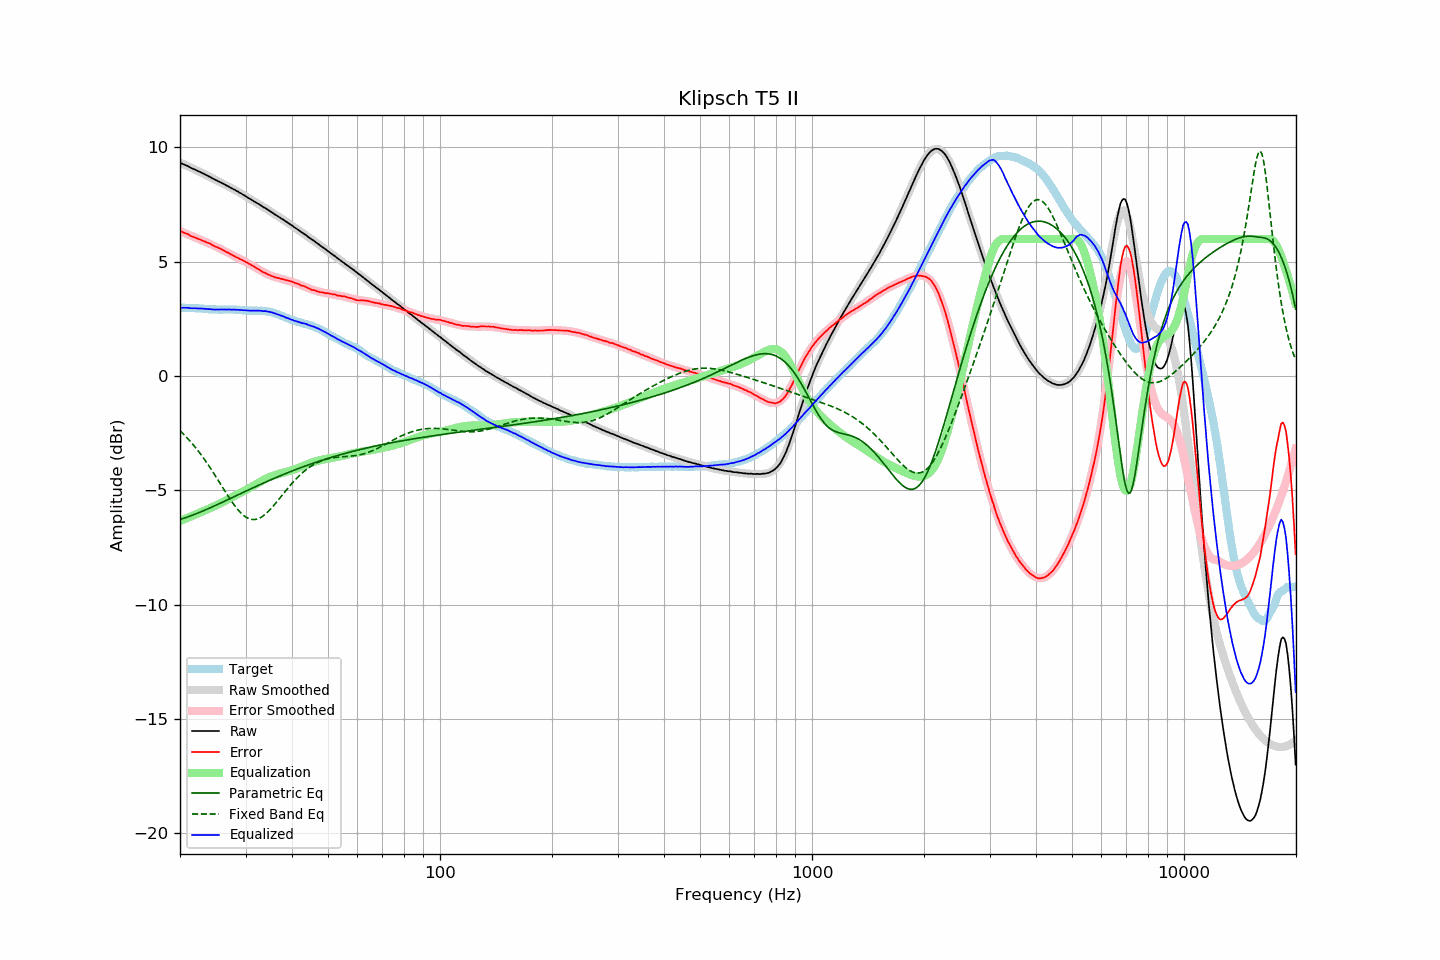 Klipsch T5 II
10
5
0
−5
−10
−15
−20
Amplitude (dBr)
Target
Raw Smoothed
Error Smoothed
Raw
Error
Equalization
Parametric Eq
Fixed Band Eq
Equalized
100
1000
10000
Frequency (Hz)